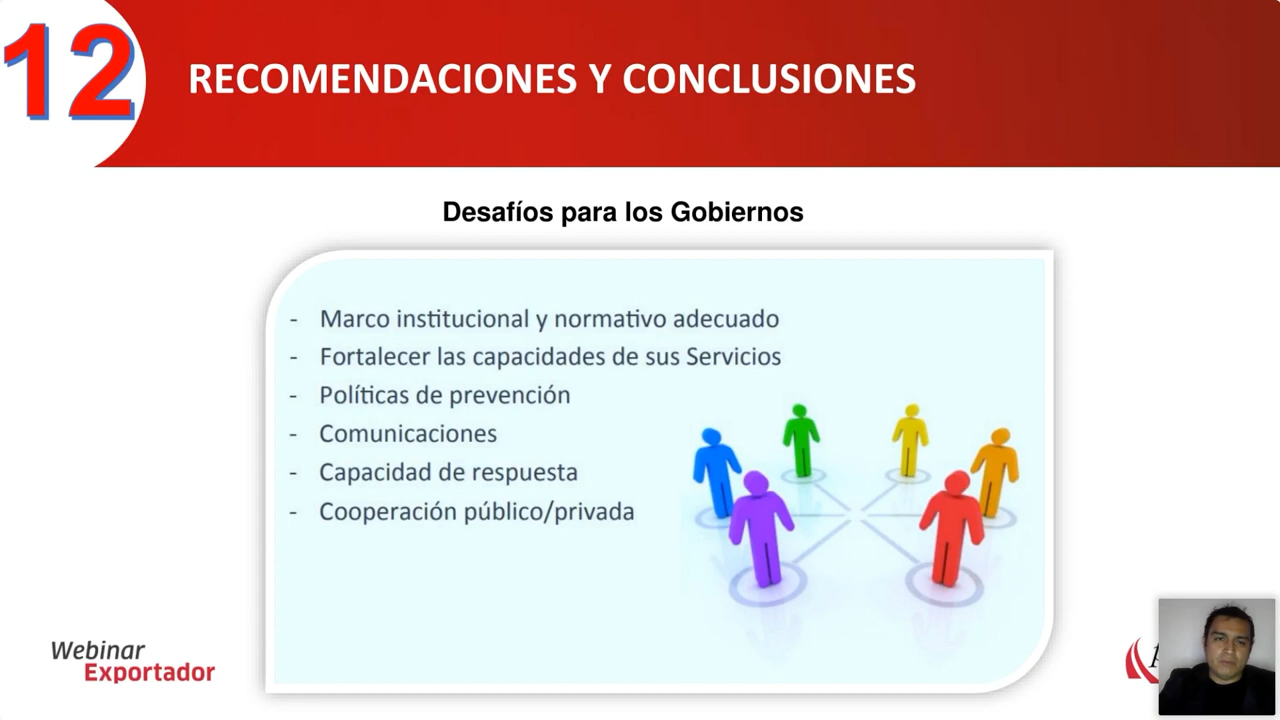 12
RECOMENDACIONES Y CONCLUSIONES
Desafíos para los Gobiernos
- Marco institucional y normativo adecuado
- Fortalecer las capacidades de sus Servicios
- Políticas de prevención
- Comunicaciones
- Capacidad de respuesta
- Cooperación público/privada
Webinar
Exportador